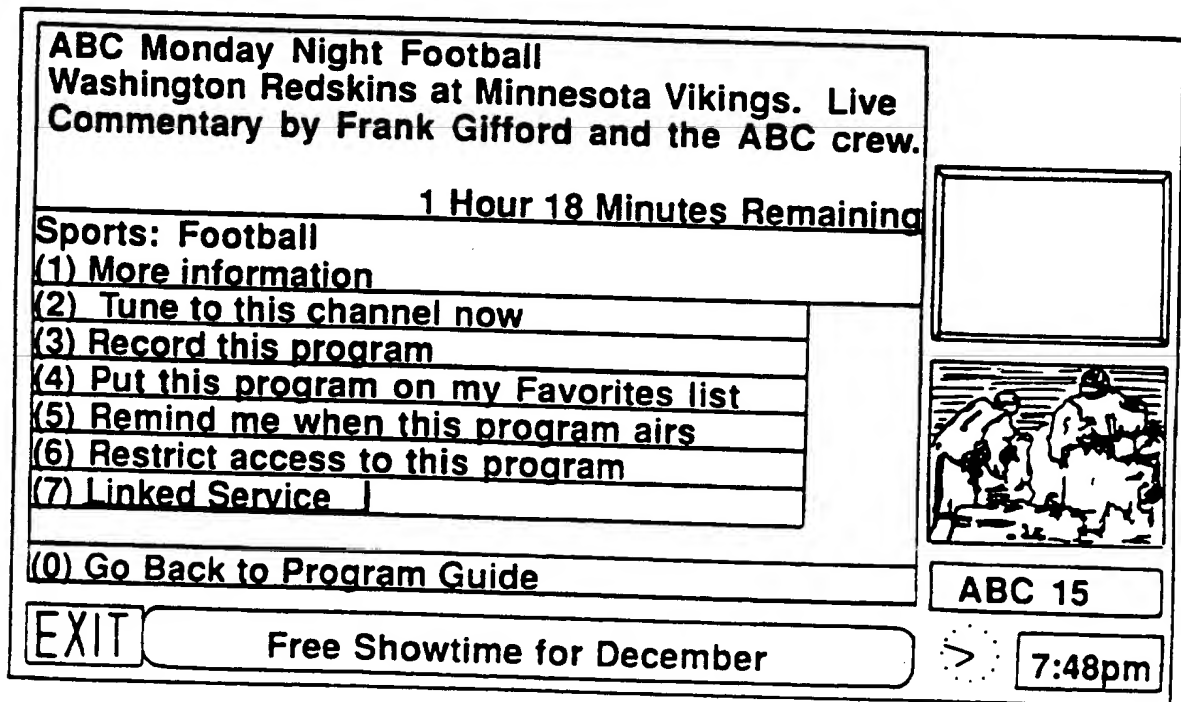 ABC Monday Night Football
Washington Redskins at Minnesota Vikings. Live
Commentary by Frank Gifford and the ABC crew.
1 Hour 18 Minutes Remaining
Sports: Football
(1) More information
(2) Tune to this channel now
(3) Record this program
(4) Put this program on my Favorites list
(5) Remind me when this program airs
(6) Restrict access to this program
(7) Linked Service
(0) Go Back to Program Guide
ABC 15
EXIT
Free Showtime for December
7:48pm